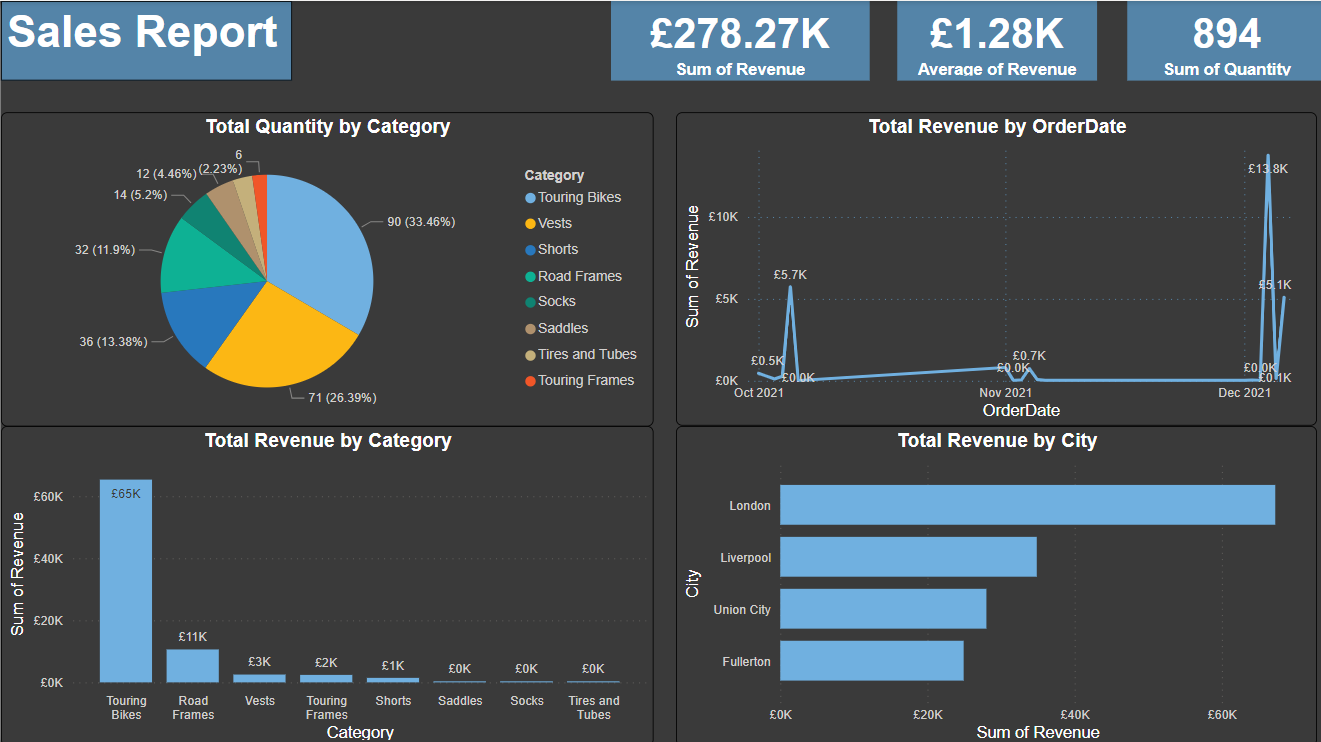 Sales Report
£278.27K
Sum of Revenue
£1.28K
Average of Revenue
894
Sum of Quantity
Total Quantity by Category
6
(2.23%)
12 (4.46%)
14 (5.2%)
32 (11.9%)
36 (13.38%)
90 (33.46%)
71 (26.39%)
Category
Touring Bikes
Vests
Shorts
Road Frames
Socks
Saddles
Tires and Tubes
Touring Frames
Total Revenue by OrderDate
Sum of Revenue
£10K
£5K
£0K
£0.5K
£5.7K
£0.0K
£0.0K
£0.7K
£0.0K
£13.8K
£0.1K
£5.1K
Oct 2021
Nov 2021
Dec 2021
OrderDate
Total Revenue by Category
Sum of Revenue
£60K
£40K
£20K
£0K
£65K
£11K
£3K
£2K
£1K
£0K
£0K
£0K
Touring
Bikes
Road
Frames
Vests
Touring
Frames
Shorts
Saddles
Socks
Tires and
Tubes
Category
Total Revenue by City
City
London
Liverpool
Union City
Fullerton
£0K
£20K
£40K
£60K
Sum of Revenue